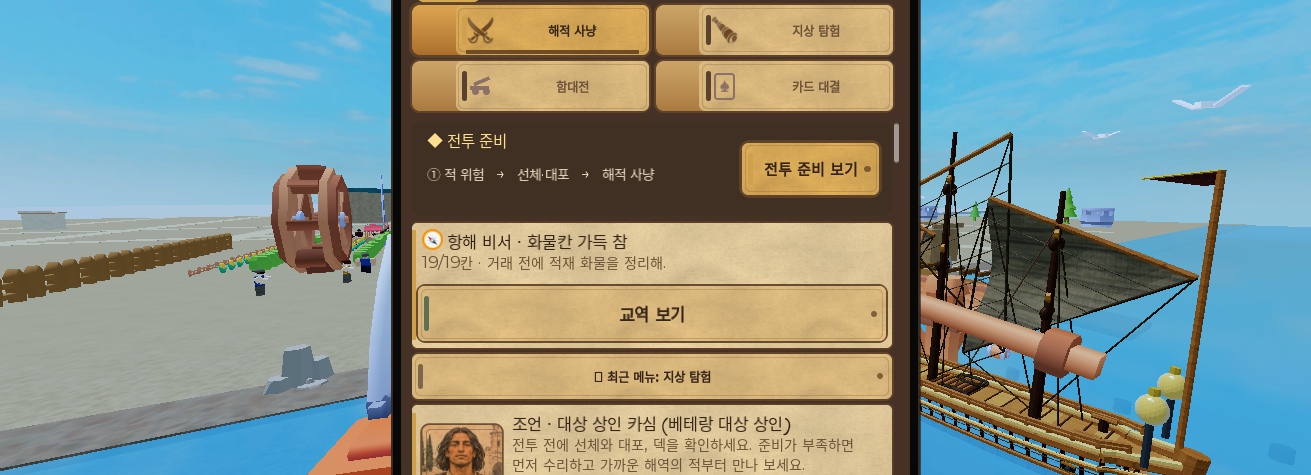 해적 사냥
지상 탐험
함대전
카드 대결
◆ 전투 준비
① 적 위험 → 선체·대포 → 해적 사냥
전투 준비 보기
항해 비서 · 화물칸 가득 참
19/19칸 · 거래 전에 적재 화물을 정리해.
교역 보기
최근 메뉴: 지상 탐험
조언 · 대상 상인 카심 (베테랑 대상 상인)
전투 전에 선체와 대포, 덱을 확인하세요. 준비가 부족하면
먼저 수리하고 가까운 해역의 적부터 만나 보세요.